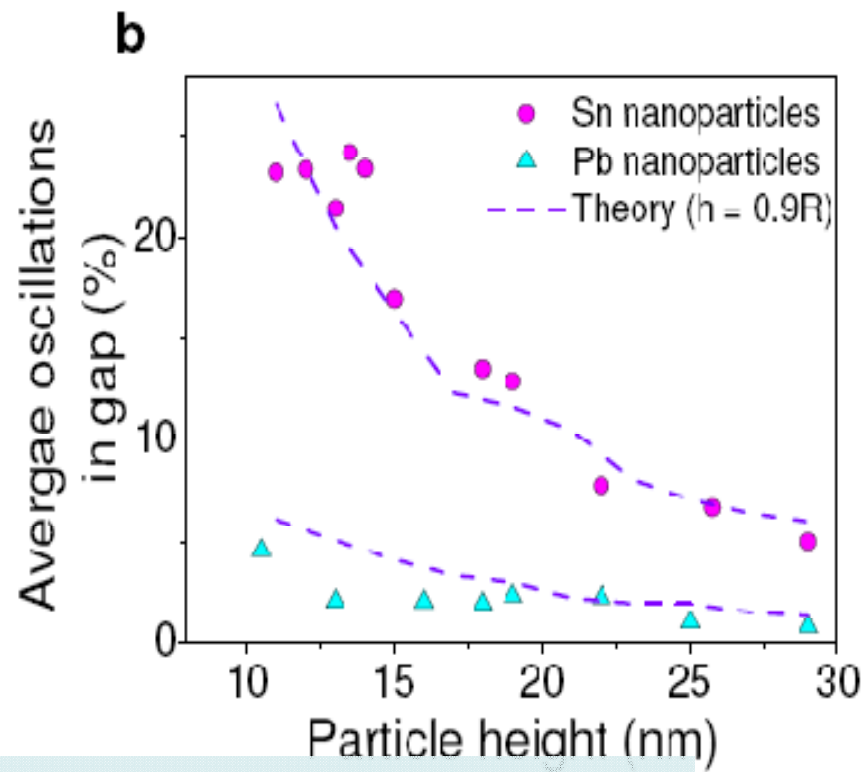 b
Avergae oscillations
in gap (%)
Sn nanoparticles
Pb nanoparticles
Theory (h = 0.9R)
20
10
0
10 15 20 25 30
Particle height (nm)